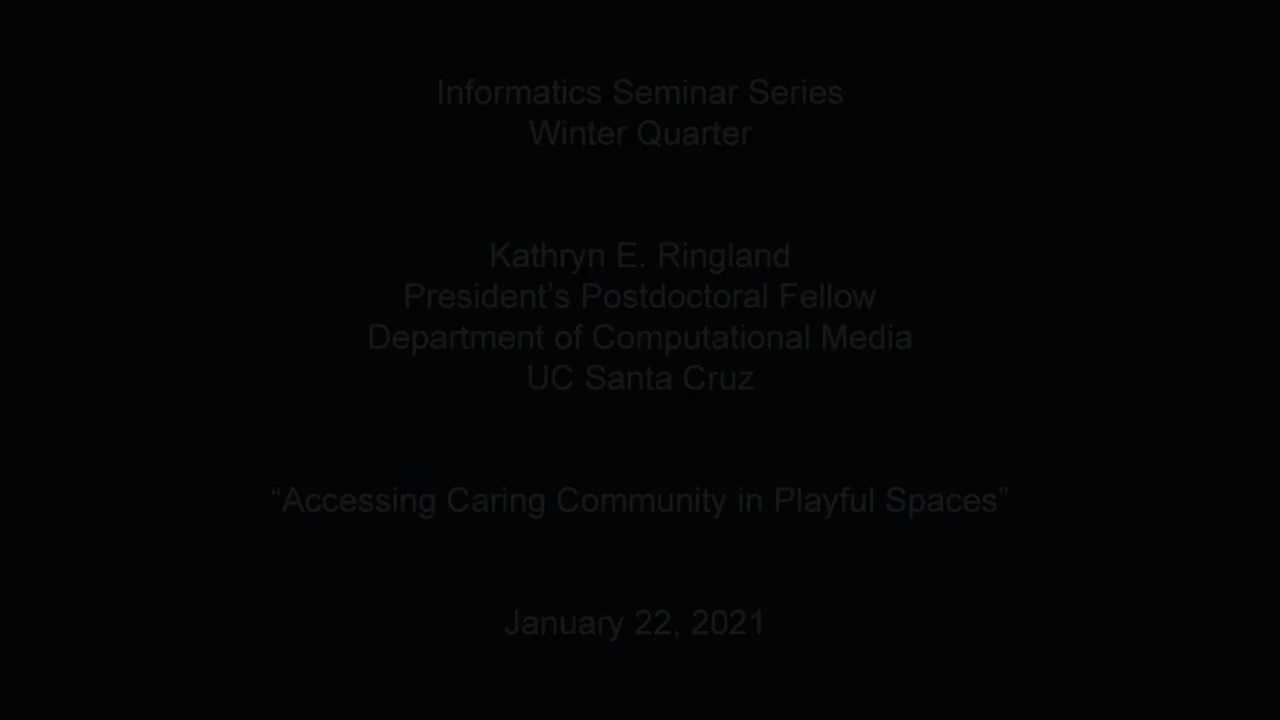 Informatics Seminar Series
Winter Quarter
Kathryn E. Ringland
President’s Postdoctoral Fellow
Department of Computational Media
UC Santa Cruz
“Accessing Caring Community in Playful Spaces”
January 22, 2021